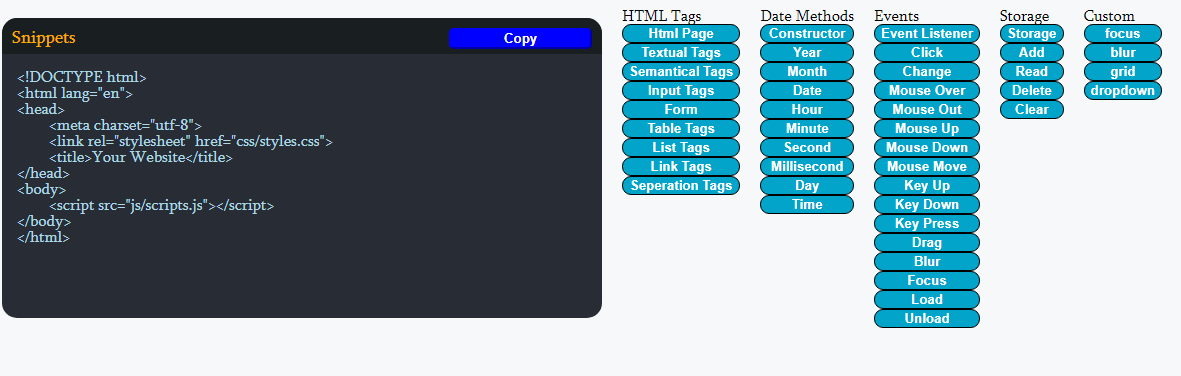 Snippets
Copy
<!DOCTYPE html>
<html lang="en">
<head>
<meta charset="utf-8">
<link rel="stylesheet" href="css/styles.css">
<title>Your Website</title>
</head>
<body>
<script src="js/scripts.js"></script>
</body>
</html>
HTML Tags
Html Page
Textual Tags
Semantical Tags
Input Tags
Form
Table Tags
List Tags
Link Tags
Seperation Tags
Date Methods
Constructor
Year
Month
Date
Hour
Minute
Second
Millisecond
Day
Time
Events
Event Listener
Click
Change
Mouse Over
Mouse Out
Mouse Up
Mouse Down
Mouse Move
Key Up
Key Down
Key Press
Drag
Blur
Focus
Load
Unload
Storage
Storage
Add
Read
Delete
Clear
Custom
focus
blur
grid
dropdown